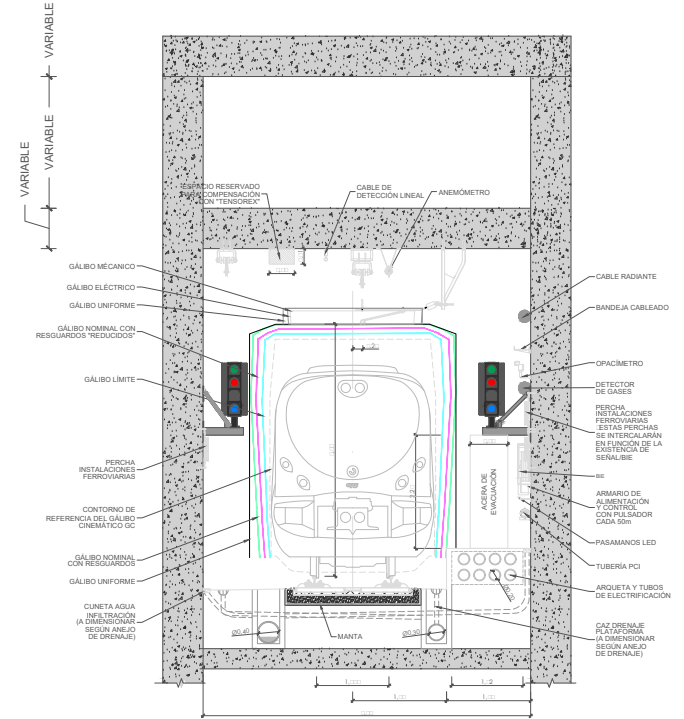 VARIABLE
VARIABLE
VARIABLE
ESPACIO RESERVADO
PARA COMPENSACIÓN
CON "TENSOREX"
CABLE DE
DETECCIÓN LINEAL
ANEMÓMETRO
GÁLIBO MÉCANICO
GÁLIBO ELÉCTRICO
GÁLIBO UNIFORME
GÁLIBO NOMINAL CON
RESGUARDOS "REDUCIDOS"
GÁLIBO LÍMITE
PERCHA
INSTALACIONES
FERROVIARIAS
CONTORNO DE
REFERENCIA DEL GÁLIBO
CINEMÁTICO GC
GÁLIBO NOMINAL
CON RESGUARDOS
GÁLIBO UNIFORME
CUNETA AGUA
INFILTRACIÓN
(A DIMENSIONAR
SEGÚN ANEJO
DE DRENAJE)
CABLE RADIANTE
BANDEJA CABLEADO
OPACÍMETRO
DETECTOR
DE GASES
PERCHA
INSTALACIONES
FERROVIARIAS
ESTAS PERCHAS
SE INTERCALARÁN
EN FUNCIÓN DE LA
EXISTENCIA DE
SEÑAL/BIE
BIE
ARMARIO DE
ALIMENTACIÓN
Y CONTROL
CON PULSADOR
CADA 50m
PASAMANOS LED
TUBERÍA PCI
ARQUETA Y TUBOS
DE ELECTRIFICACIÓN
CAZ DRENAJE
PLATAFORMA
(A DIMENSIONAR
SEGÚN ANEJO
DE DRENAJE)
ACERA DE
EVACUACIÓN
Ø0,40
MANTA